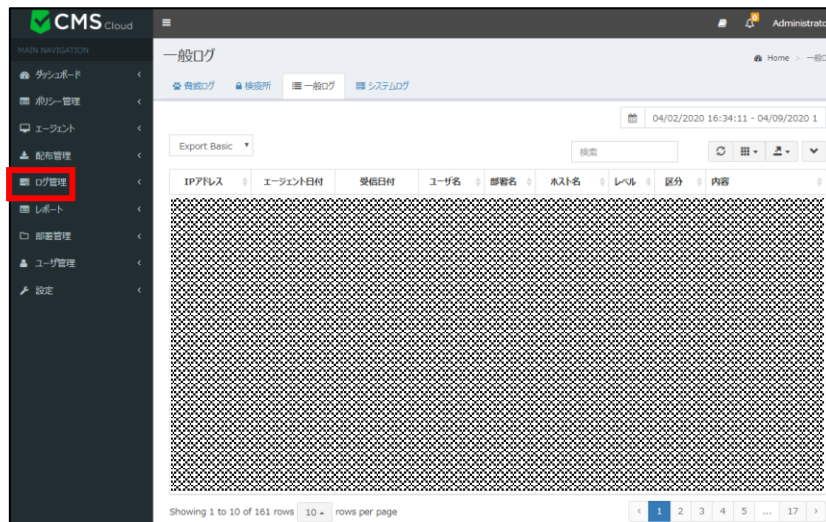 CMS Cloud
Administrato
MAIN NAVIGATION
ダッシュボード
ポリシー管理
エージェント
配布管理
ログ管理
レポート
部署管理
ユーザ管理
設定
一般ログ
Home > 一般ロ
脅威ログ 検疫所 一般ログ システムログ
04/02/2020 16:34:11 - 04/09/2020 1
Export Basic 検索
IPアドレス エージェント日付 受信日付 ユーザ名 部署名 ホスト名 レベル 区分 内容
Showing 1 to 10 of 161 rows 10 rows per page
‹ 1 2 3 4 5 ... 17 ›